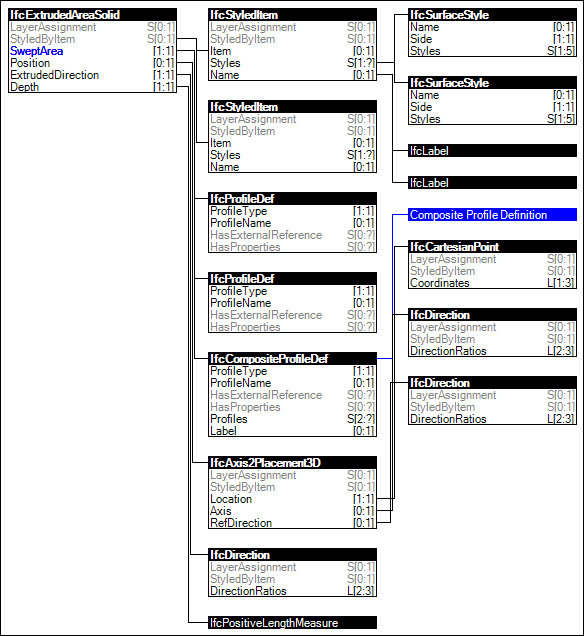 IfcExtrudedAreaSolid
LayerAssignment S[0:1]
StyledByItem S[0:1]
SweptArea [1:1]
Position [0:1]
ExtrudedDirection [1:1]
Depth [1:1]
IfcStyledItem
LayerAssignment S[0:1]
StyledByItem S[0:1]
Item [0:1]
Styles S[1:?]
Name [0:1]
IfcStyledItem
LayerAssignment S[0:1]
StyledByItem S[0:1]
Item [0:1]
Styles S[1:?]
Name [0:1]
IfcProfileDef
ProfileType [1:1]
ProfileName [0:1]
HasExternalReference S[0:?]
HasProperties S[0:?]
IfcProfileDef
ProfileType [1:1]
ProfileName [0:1]
HasExternalReference S[0:?]
HasProperties S[0:?]
IfcCompositeProfileDef
ProfileType [1:1]
ProfileName [0:1]
HasExternalReference S[0:?]
HasProperties S[0:?]
Profiles S[2:?]
Label [0:1]
IfcAxis2Placement3D
LayerAssignment S[0:1]
StyledByItem S[0:1]
Location [1:1]
Axis [0:1]
RefDirection [0:1]
IfcDirection
LayerAssignment S[0:1]
StyledByItem S[0:1]
DirectionRatios L[2:3]
IfcPositiveLengthMeasure
IfcSurfaceStyle
Name [0:1]
Side [1:1]
Styles S[1:5]
IfcSurfaceStyle
Name [0:1]
Side [1:1]
Styles S[1:5]
IfcLabel
IfcLabel
Composite Profile Definition
IfcCartesianPoint
LayerAssignment S[0:1]
StyledByItem S[0:1]
Coordinates L[1:3]
IfcDirection
LayerAssignment S[0:1]
StyledByItem S[0:1]
DirectionRatios L[2:3]
IfcDirection
LayerAssignment S[0:1]
StyledByItem S[0:1]
DirectionRatios L[2:3]